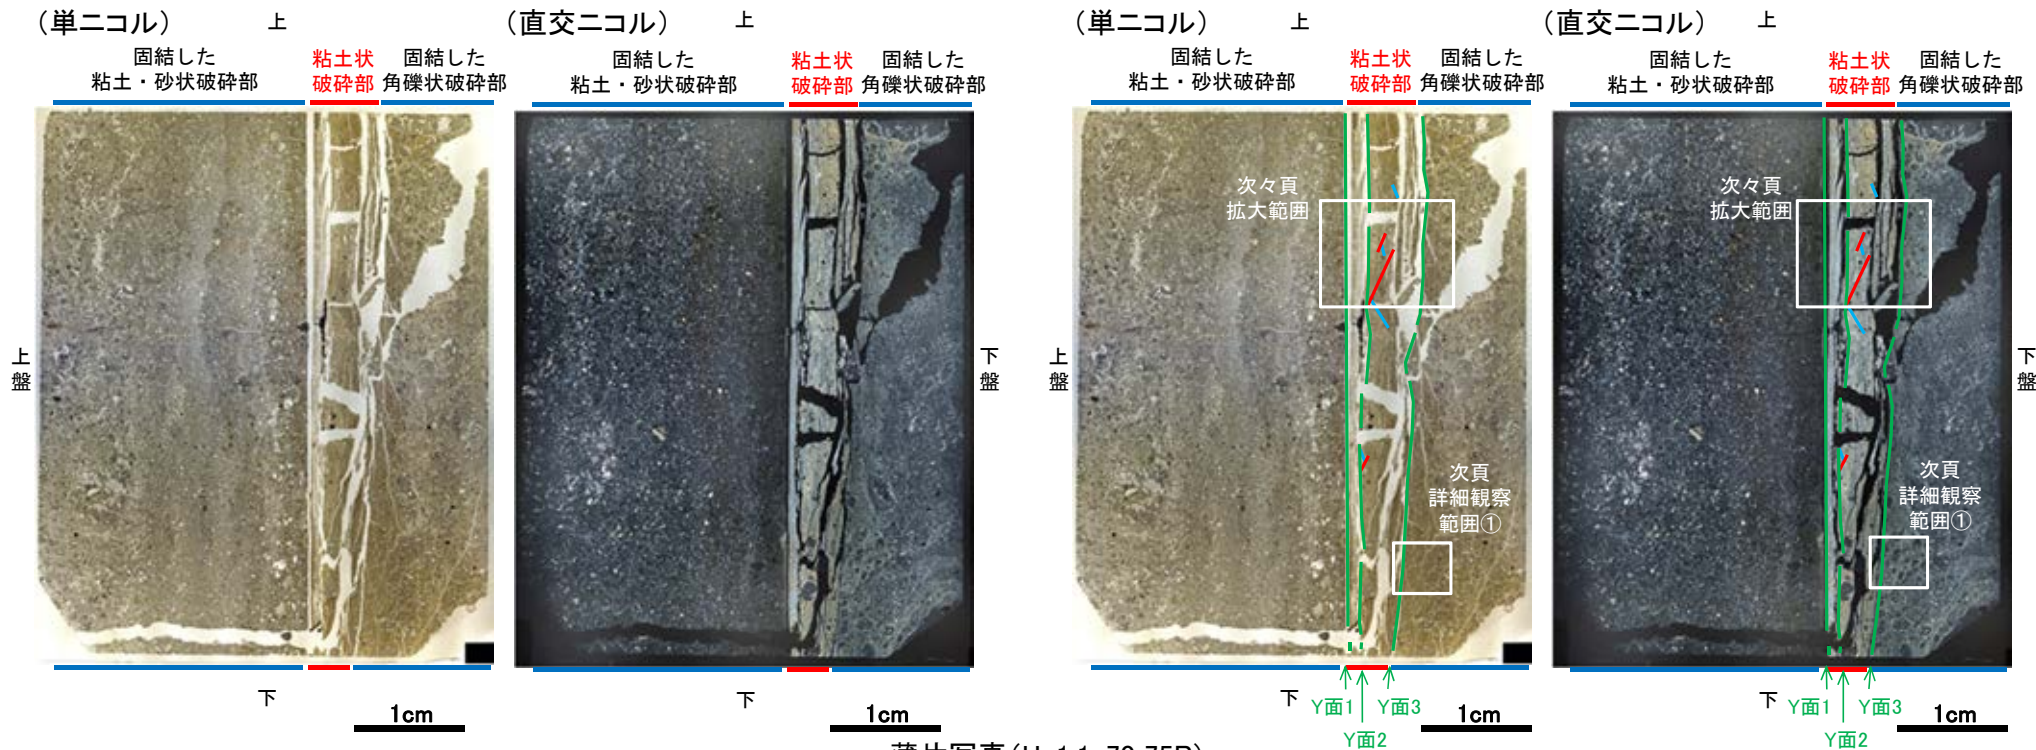 (単ニコル)
上
固結した
粘土・砂状破砕部
粘土状
破砕部
固結した
角礫状破砕部
上
盤
下
1cm
(直交ニコル)
上
固結した
粘土・砂状破砕部
粘土状
破砕部
固結した
角礫状破砕部
下
盤
下
1cm
(単ニコル)
上
固結した
粘土・砂状破砕部
粘土状
破砕部
固結した
角礫状破砕部
次々頁
拡大範囲
上
盤
次頁
詳細観察
範囲①
下
Y面1
Y面3
Y面2
1cm
(直交ニコル)
上
固結した
粘土・砂状破砕部
粘土状
破砕部
固結した
角礫状破砕部
次々頁
拡大範囲
下
盤
次頁
詳細観察
範囲①
下
Y面1
Y面3
Y面2
1cm